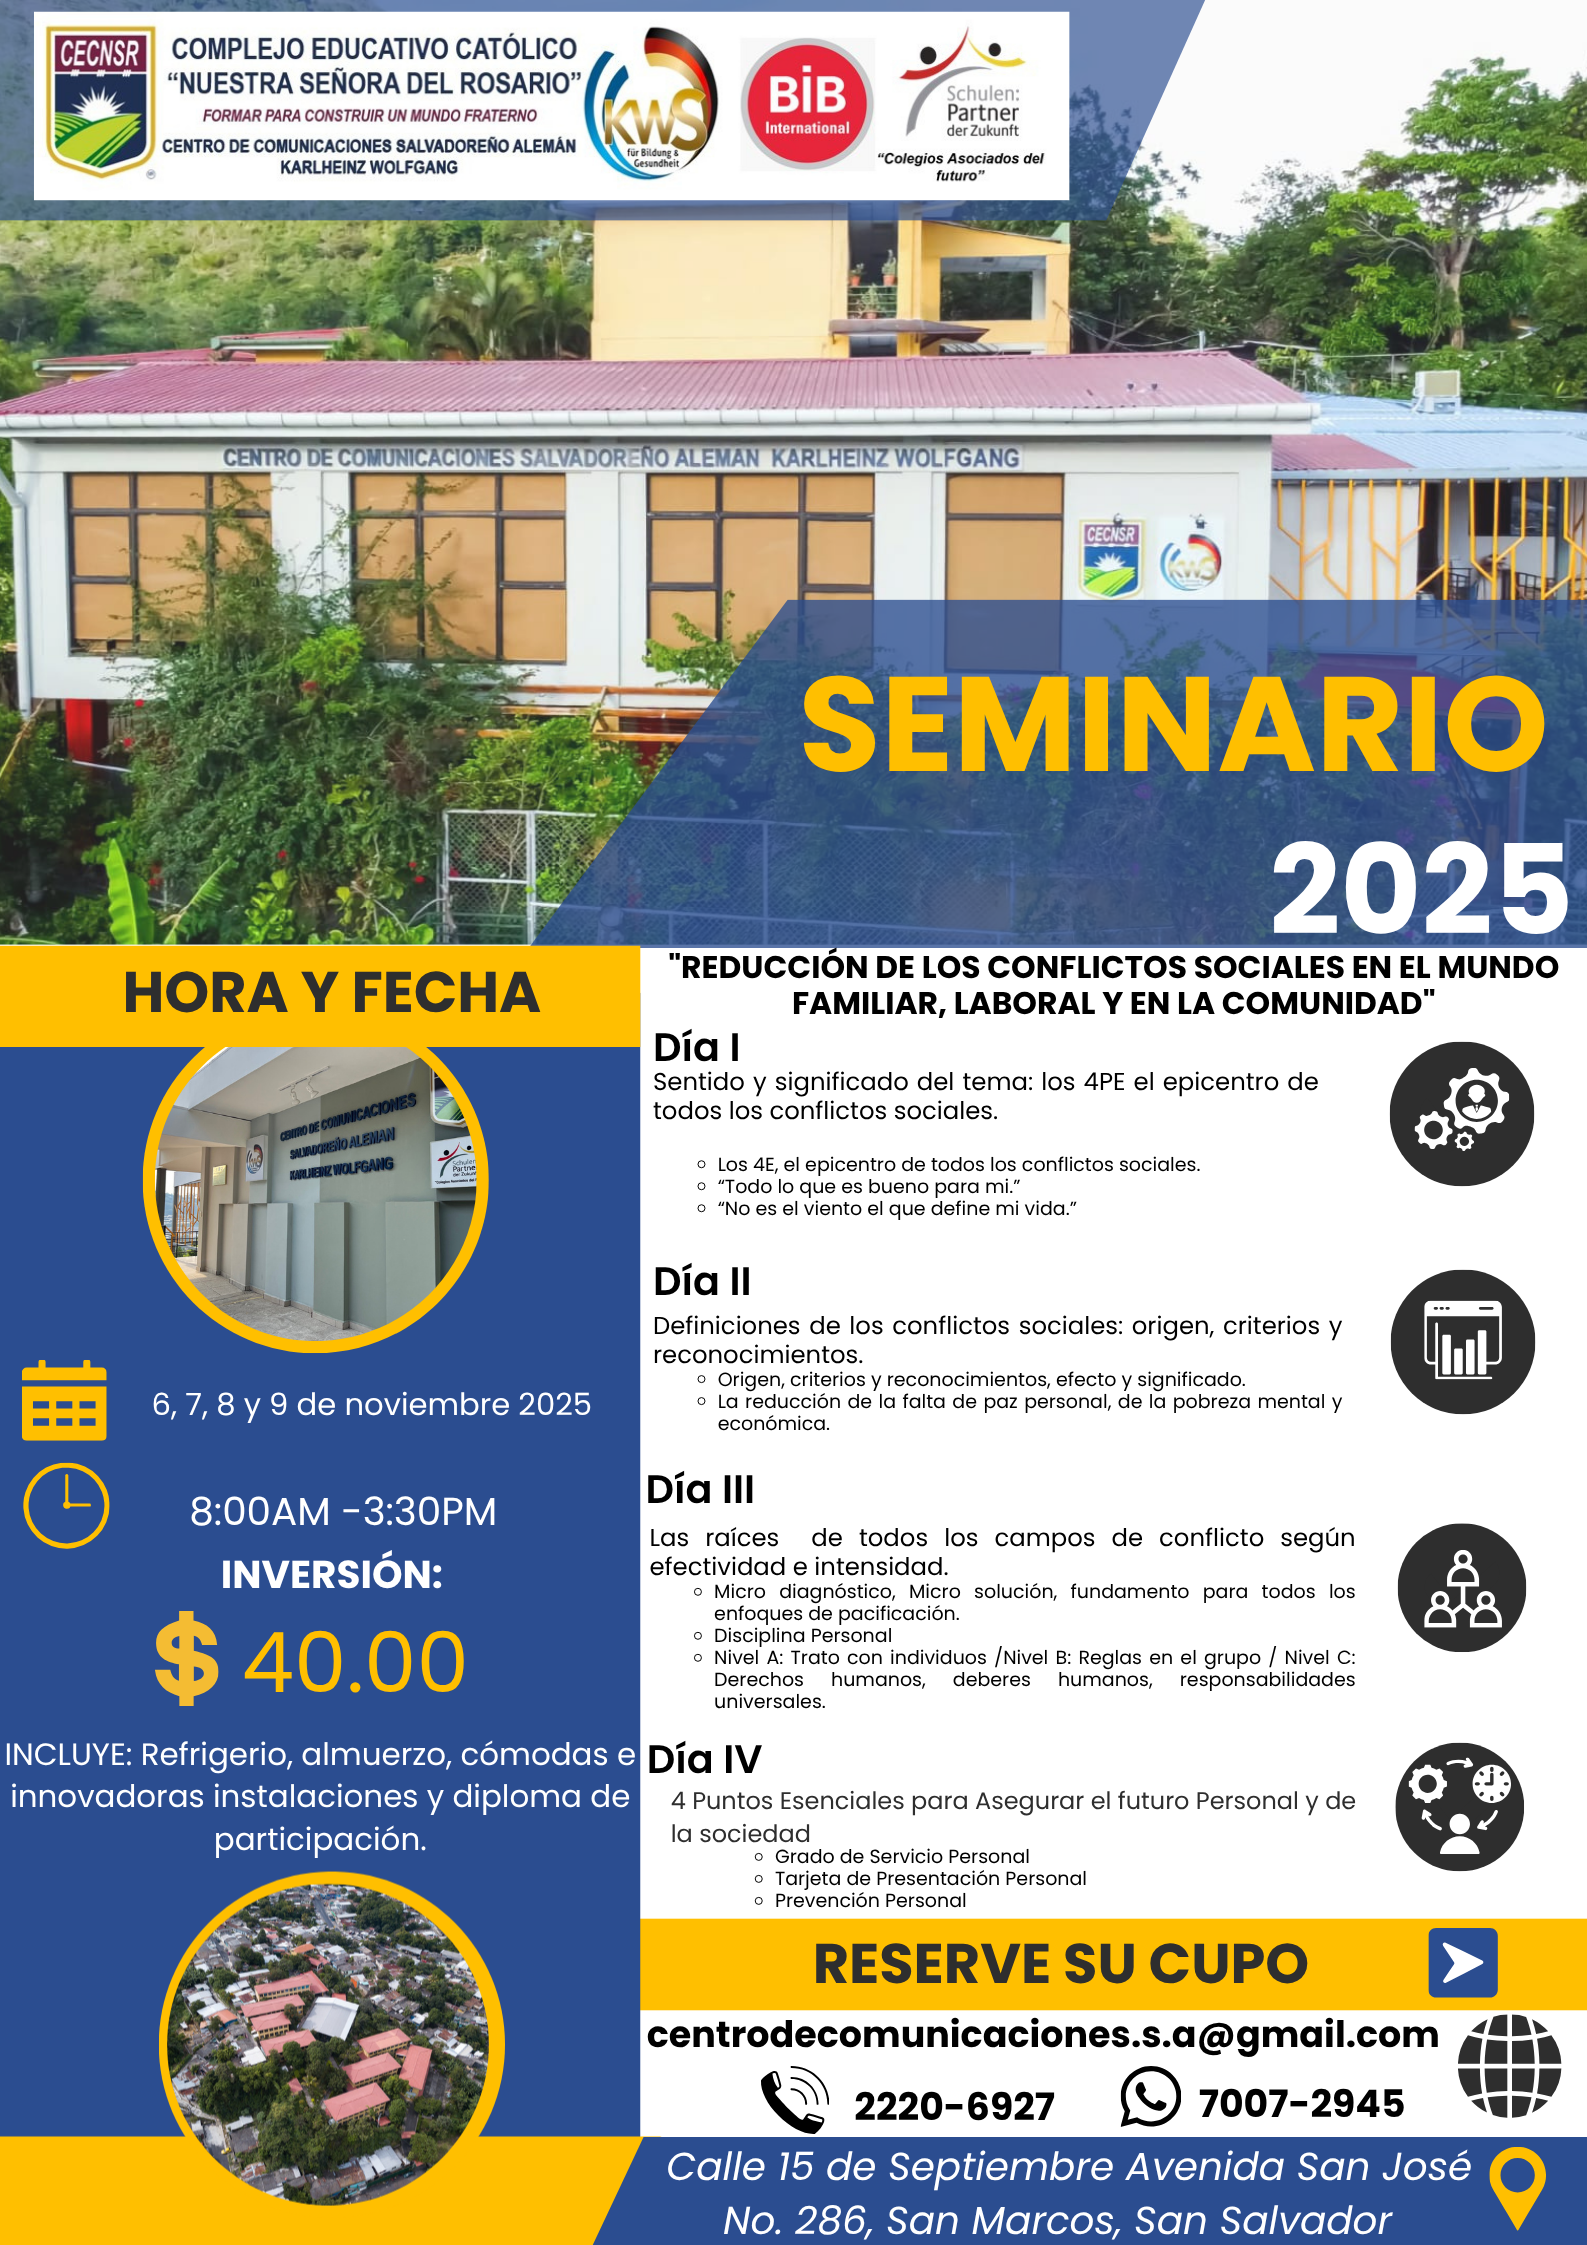 CECNSR
COMPLEJO EDUCATIVO CATÓLICO
“NUESTRA SEÑORA DEL ROSARIO”
FORMAR PARA CONSTRUIR UN MUNDO FRATERNO
CENTRO DE COMUNICACIONES SALVADOREÑO ALEMÁN
KARLHEINZ WOLFGANG
KWS
für Bildung &
Gesundheit
BiB
International
Schulen:
Partner
der Zukunft
“Colegios Asociados del
futuro”
CENTRO DE COMUNICACIONES SALVADOREÑO ALEMAN KARLHEINZ WOLFGANG
CECNSR
KWS
SEMINARIO
2025
HORA Y FECHA
CENTRO DE COMUNICACIONES
SALVADOREÑO ALEMAN
KARLHEINZ WOLFGANG
Schulen:
Partne
der Zukun
6, 7, 8 y 9 de noviembre 2025
8:00AM -3:30PM
INVERSIÓN:
$ 40.00
INCLUYE: Refrigerio, almuerzo, cómodas e
innovadoras instalaciones y diploma de
participación.
"REDUCCIÓN DE LOS CONFLICTOS SOCIALES EN EL MUNDO
FAMILIAR, LABORAL Y EN LA COMUNIDAD"
Día I
Sentido y significado del tema: los 4PE el epicentro de
todos los conflictos sociales.
Los 4E, el epicentro de todos los conflictos sociales.
“Todo lo que es bueno para mi.”
“No es el viento el que define mi vida.”
Día II
Definiciones de los conflictos sociales: origen, criterios y
reconocimientos.
Origen, criterios y reconocimientos, efecto y significado.
La reducción de la falta de paz personal, de la pobreza mental y
económica.
Día III
Las raíces de todos los campos de conflicto según
efectividad e intensidad.
Micro diagnóstico, Micro solución, fundamento para todos los
enfoques de pacificación.
Disciplina Personal
Nivel A: Trato con individuos /Nivel B: Reglas en el grupo / Nivel C:
Derechos humanos, deberes humanos, responsabilidades
universales.
Día IV
4 Puntos Esenciales para Asegurar el futuro Personal y de
la sociedad
Grado de Servicio Personal
Tarjeta de Presentación Personal
Prevención Personal
RESERVE SU CUPO
centrodecomunicaciones.s.a@gmail.com
2220-6927
7007-2945
Calle 15 de Septiembre Avenida San José
No. 286, San Marcos, San Salvador